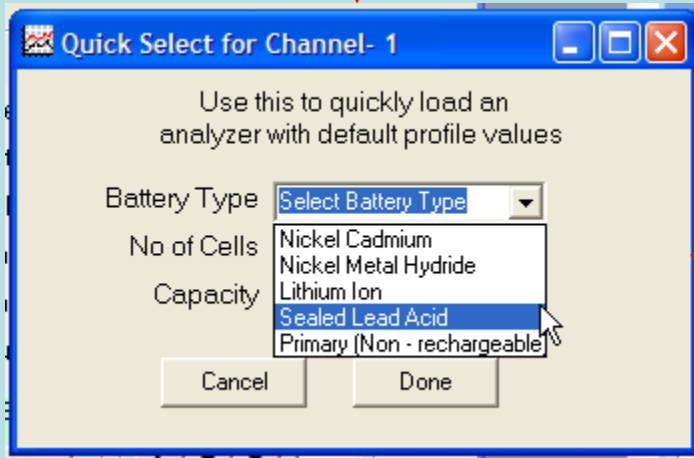 Quick Select for Channel- 1
Use this to quickly load an
analyzer with default profile values
Battery Type Select Battery Type
No of Cells
Nickel Cadmium
Nickel Metal Hydride
Capacity
Lithium Ion
Sealed Lead Acid
Primary (Non - rechargeable)
Cancel Done